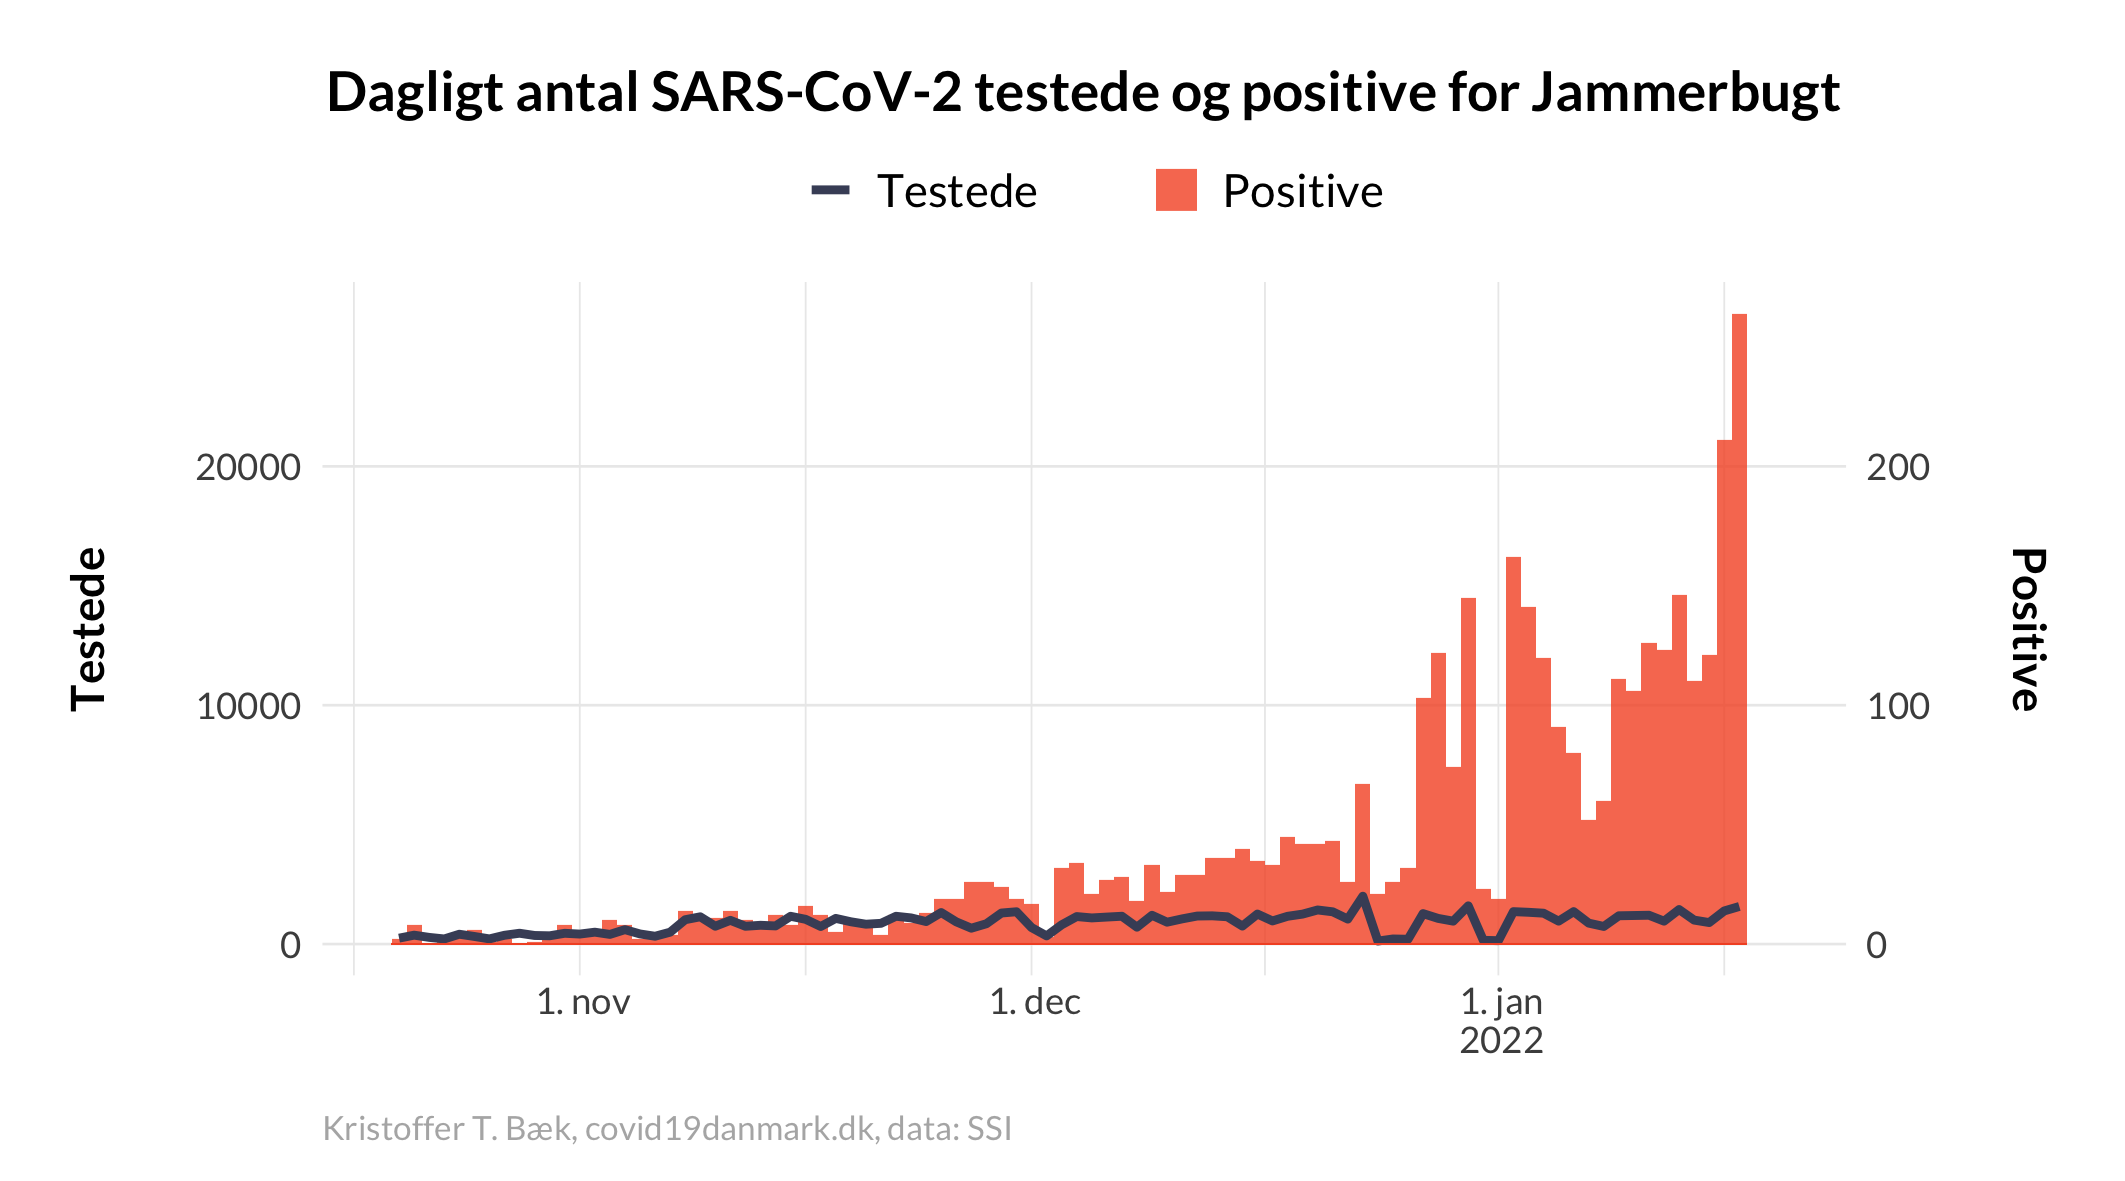 Dagligt antal SARS-CoV-2 testede og positive for Jammerbugt
Testede
Positive
Testede
20000
10000
0
200
100
0
Positive
1. nov
1. dec
1. jan
2022
Kristoffer T. Bæk, covid19danmark.dk, data: SSI